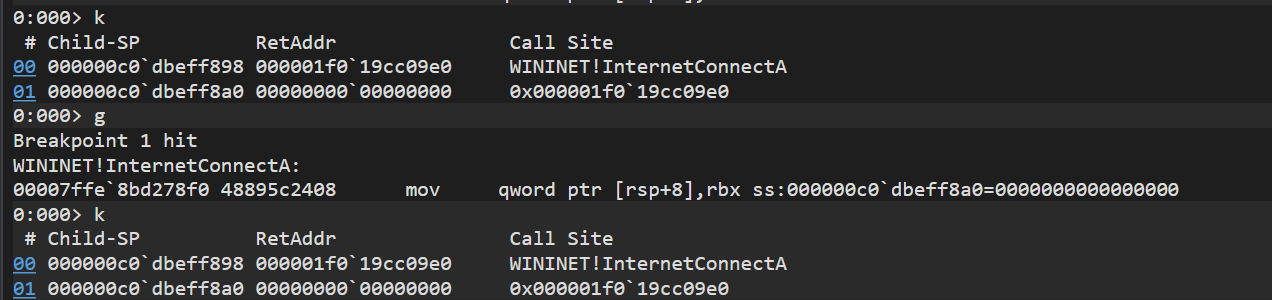 0:000> k
 # Child-SP          RetAddr               Call Site
00 000000c0`dbeff898 000001f0`19cc09e0     WININET!InternetConnectA
01 000000c0`dbeff8a0 00000000`00000000     0x000001f0`19cc09e0
0:000> g
Breakpoint 1 hit
WININET!InternetConnectA:
00007ffe`8bd278f0 48895c2408      mov     qword ptr [rsp+8],rbx ss:000000c0`dbeff8a0=0000000000000000
0:000> k
 # Child-SP          RetAddr               Call Site
00 000000c0`dbeff898 000001f0`19cc09e0     WININET!InternetConnectA
01 000000c0`dbeff8a0 00000000`00000000     0x000001f0`19cc09e0